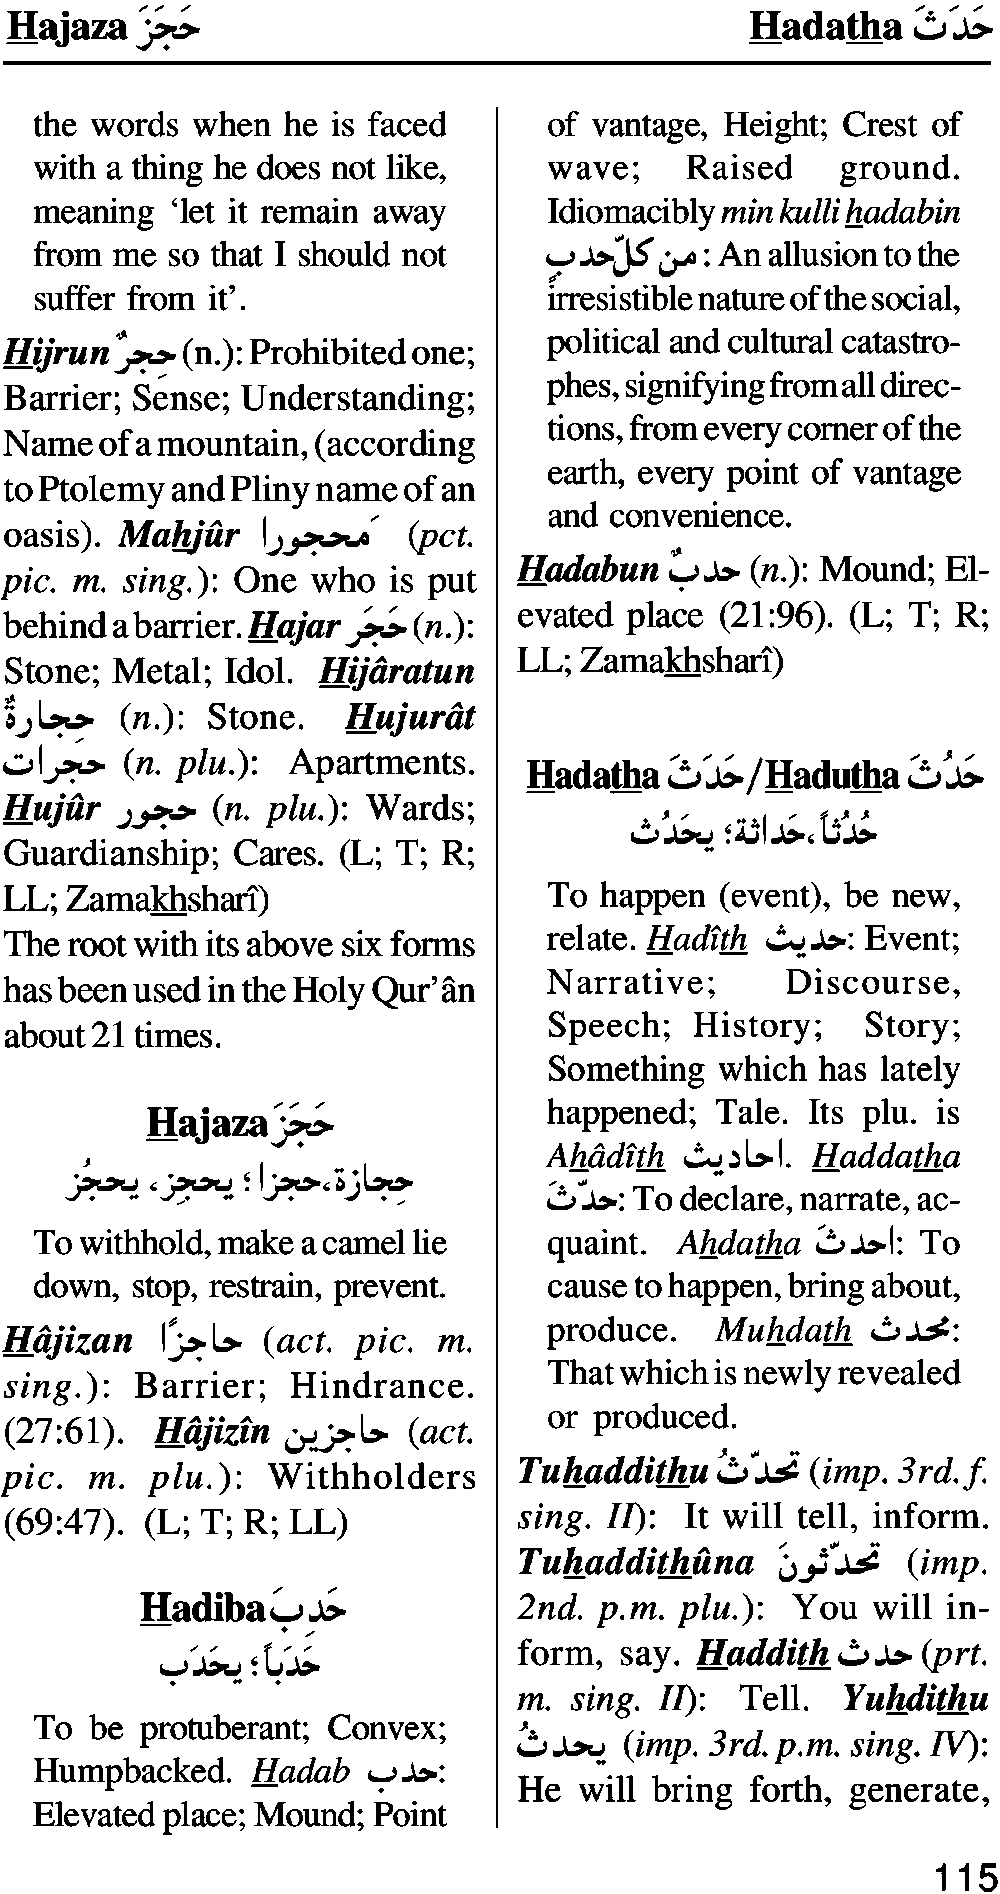 Hajaza حَجَزَ Hadatha حَدَثَ
the words when he is faced
with a thing he does not like,
meaning ‘let it remain away
from me so that I should not
suffer from it’.
Hijrun حِجرٌ (n.): Prohibited one;
Barrier; Sense; Understanding;
Name of a mountain, (according
to Ptolemy and Pliny name of an
oasis). Mahjûr مَحجورا (pct.
pic. m. sing.): One who is put
behind a barrier. Hajar حَجَر (n.):
Stone; Metal; Idol. Hijâratun
حِجارةٌ (n.): Stone. Hujurât
حجرات (n. plu.): Apartments.
Hujûr حجور (n. plu.): Wards;
Guardianship; Cares. (L; T; R;
LL; Zamakhsharî)
The root with its above six forms
has been used in the Holy Qur’ân
about 21 times.
Hajaza حَجَزَ
حِجازة، حجزا ؛ يحجِز، يحجُز
To withhold, make a camel lie
down, stop, restrain, prevent.
Hâjizan حاجزًا (act. pic. m.
sing.): Barrier; Hindrance.
(27:61). Hâjizîn حاجزين (act.
pic. m. plu.): Withholders
(69:47). (L; T; R; LL)
Hadiba حَدِبَ
حَدَباً ؛ يحَدَب
To be protuberant; Convex;
Humpbacked. Hadab حدب:
Elevated place; Mound; Point
of vantage, Height; Crest of
wave; Raised ground.
Idiomacibly min kulli hadabin
من كلّ حدبٍ : An allusion to the
irresistible nature of the social,
political and cultural catastro-
phes, signifying from all direc-
tions, from every corner of the
earth, every point of vantage
and convenience.
Hadabun حدبٌ (n.): Mound; El-
evated place (21:96). (L; T; R;
LL; Zamakhsharî)
Hadatha حَدَثَ/Hadutha حَدُثَ
حُدُثاً، حَداثة؛ يحَدُث
To happen (event), be new,
relate. Hadîth حديث: Event;
Narrative; Discourse,
Speech; History; Story;
Something which has lately
happened; Tale. Its plu. is
Ahâdîth احاديث. Haddatha
حدّثَ: To declare, narrate, ac-
quaint. Ahdatha احدثَ: To
cause to happen, bring about,
produce. Muhdath محدث:
That which is newly revealed
or produced.
Tuhaddithu تحدّثُ (imp. 3rd. f.
sing. II): It will tell, inform.
Tuhaddithûna تحدّثونَ (imp.
2nd. p.m. plu.): You will in-
form, say. Haddith حدث (prt.
m. sing. II): Tell. Yuhdithu
يحدثُ (imp. 3rd. p.m. sing. IV):
He will bring forth, generate,
115